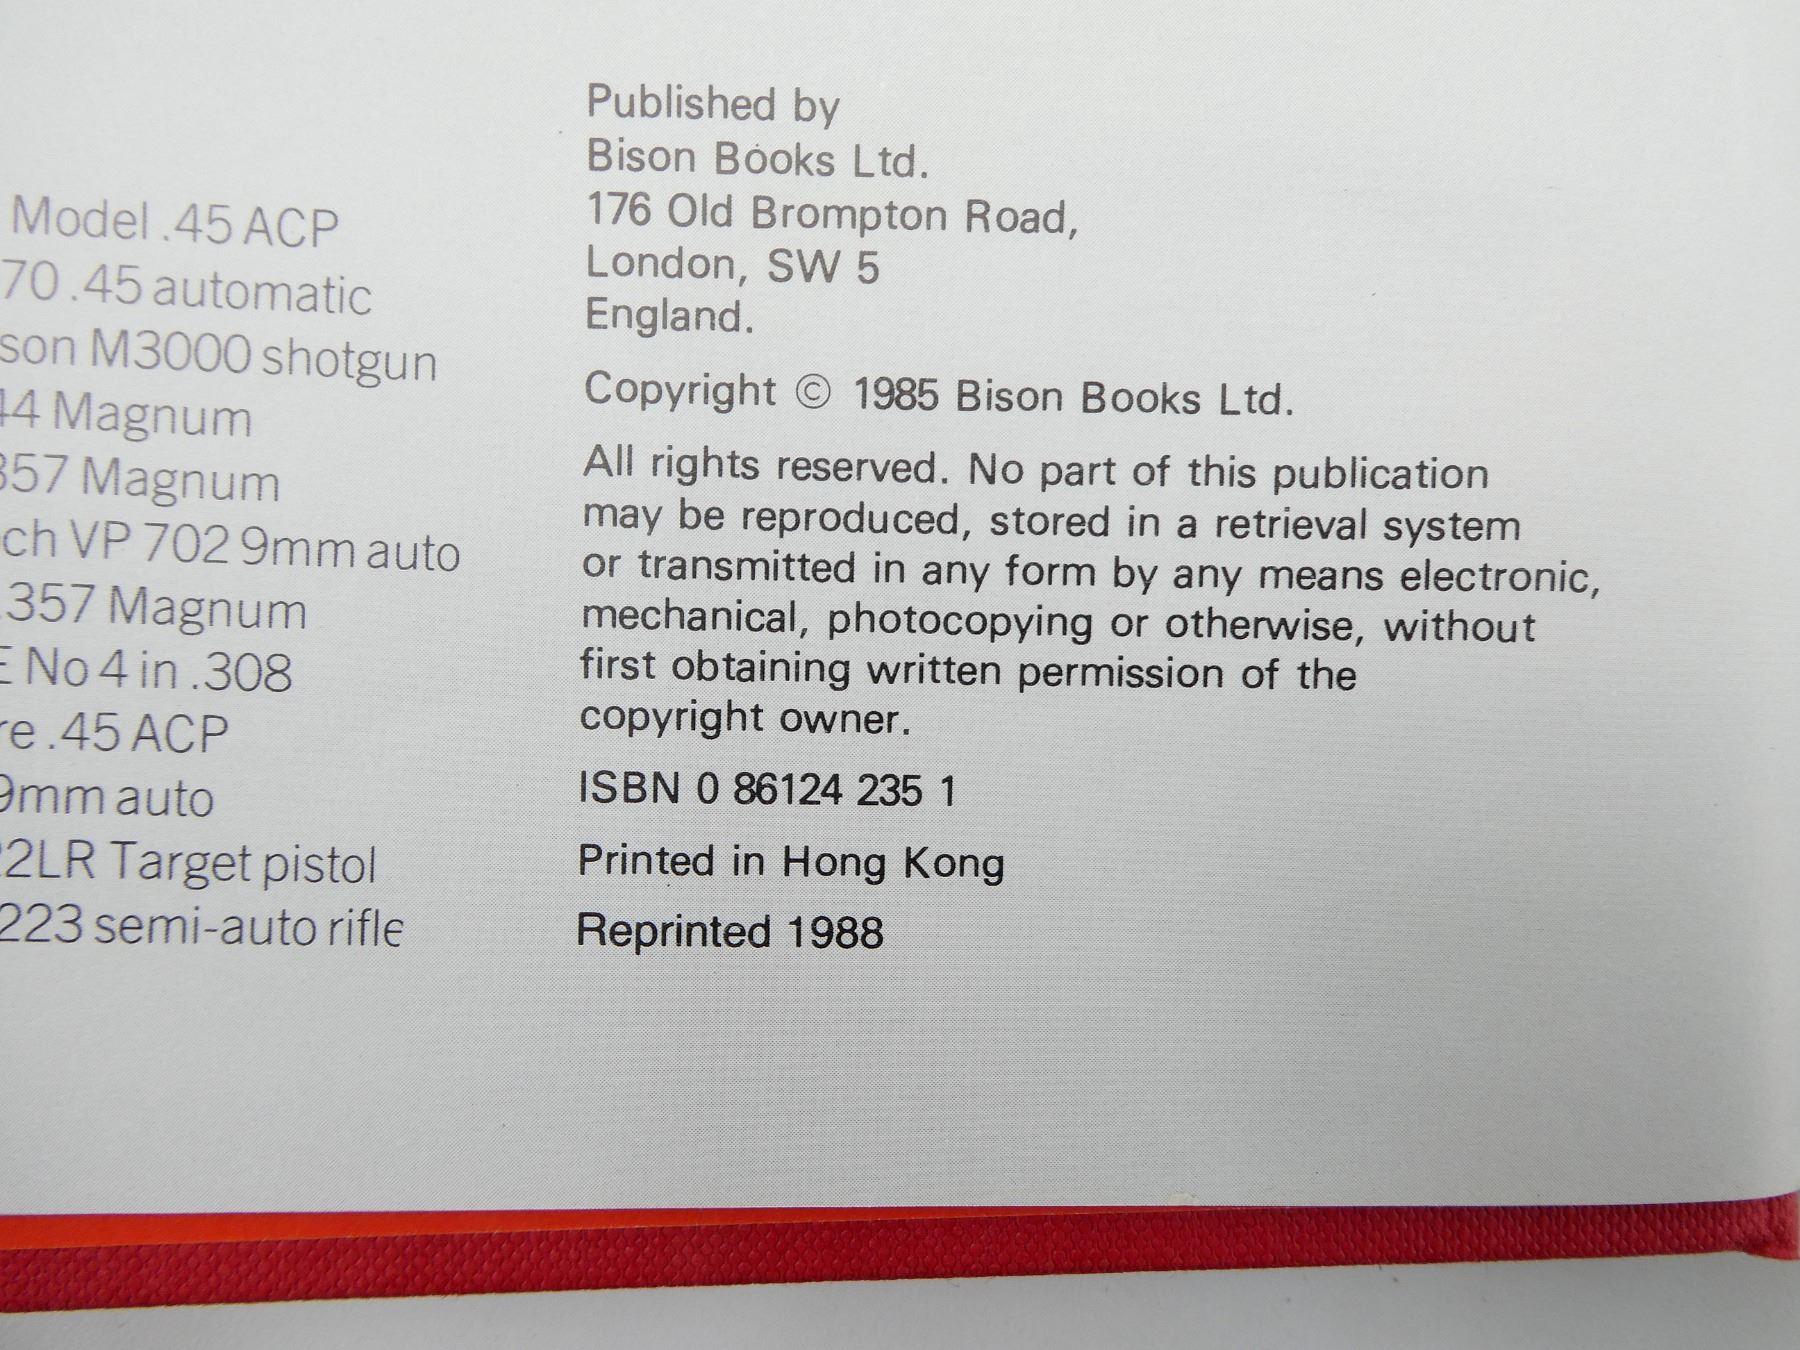 Model .45 ACP
70 .45 automatic
son M3000 shotgun
44 Magnum
357 Magnum
ch VP 702 9mm auto
.357 Magnum
E No 4 in .308
re .45 ACP
9mm auto
22LR Target pistol
223 semi-auto rifle
Published by
Bison Books Ltd.
176 Old Brompton Road,
London, SW 5
England.
Copyright © 1985 Bison Books Ltd.
All rights reserved. No part of this publication
may be reproduced, stored in a retrieval system
or transmitted in any form by any means electronic,
mechanical, photocopying or otherwise, without
first obtaining written permission of the
copyright owner.
ISBN 0 86124 235 1
Printed in Hong Kong
Reprinted 1988